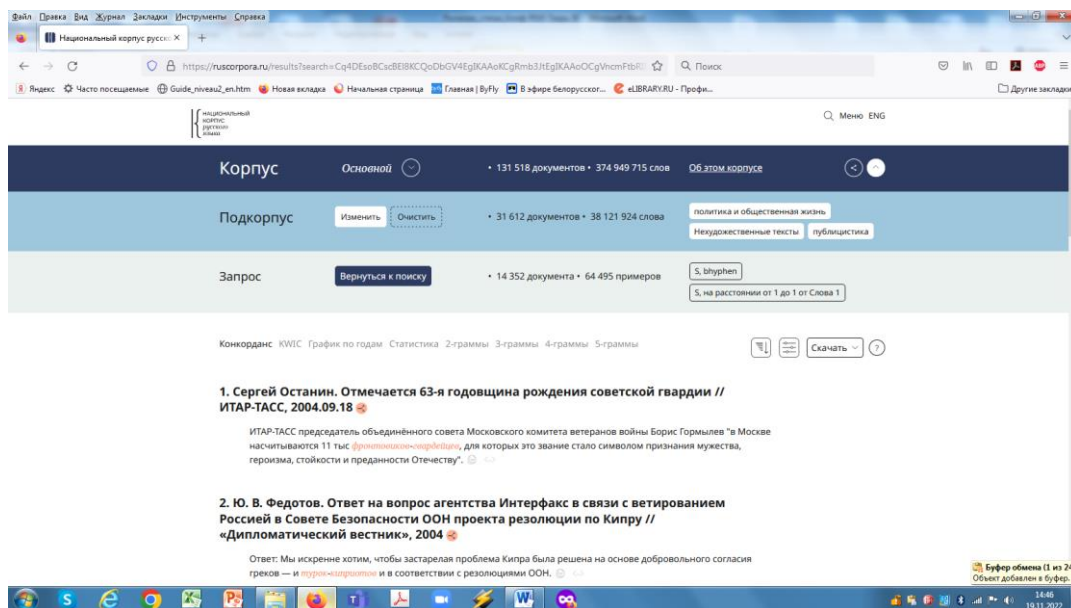 Файл Правка Вид Журнал Закладки Инструменты Справка
Национальный корпус русско ×
https://ruscorpora.ru/results?search= Поиск
Яндекс Часто посещаемые Guide_niveau2_en.htm Новая вкладка Начальная страница Главная | ByFly В эфире белорусског... eLIBRARY.RU - Профи... Другие закладки
национальный
корпус
русского
языка
Меню ENG
Корпус Основной • 131 518 документов • 374 949 715 слов Об этом корпусе
политика и общественная жизнь
Подкорпус Изменить Очистить • 31 612 документов • 38 121 924 слова
Нехудожественные тексты публицистика
S, bhyphen
Запрос Вернуться к поиску • 14 352 документа • 64 495 примеров
S, на расстоянии от 1 до 1 от Слова 1
Конкорданс KWIC График по годам Статистика 2-граммы 3-граммы 4-граммы 5-граммы Скачать ?
1. Сергей Останин. Отмечается 63-я годовщина рождения советской гвардии //
ИТАР-ТАСС, 2004.09.18
ИТАР-ТАСС председатель объединённого совета Московского комитета ветеранов войны Борис Гормылев "в Москве
насчитываются 11 тыс фронтовиков-гвардейцев, для которых это звание стало символом признания мужества,
героизма, стойкости и преданности Отечеству".
2. Ю. В. Федотов. Ответ на вопрос агентства Интерфакс в связи с ветированием
Россией в Совете Безопасности ООН проекта резолюции по Кипру //
«Дипломатический вестник», 2004
Ответ: Мы искренне хотим, чтобы застарелая проблема Кипра была решена на основе добровольного согласия
греков — и турок-киприотов и в соответствии с резолюциями ООН.
Буфер обмена (1 из 24
Объект добавлен в буфер.
14:46
19.11.2022